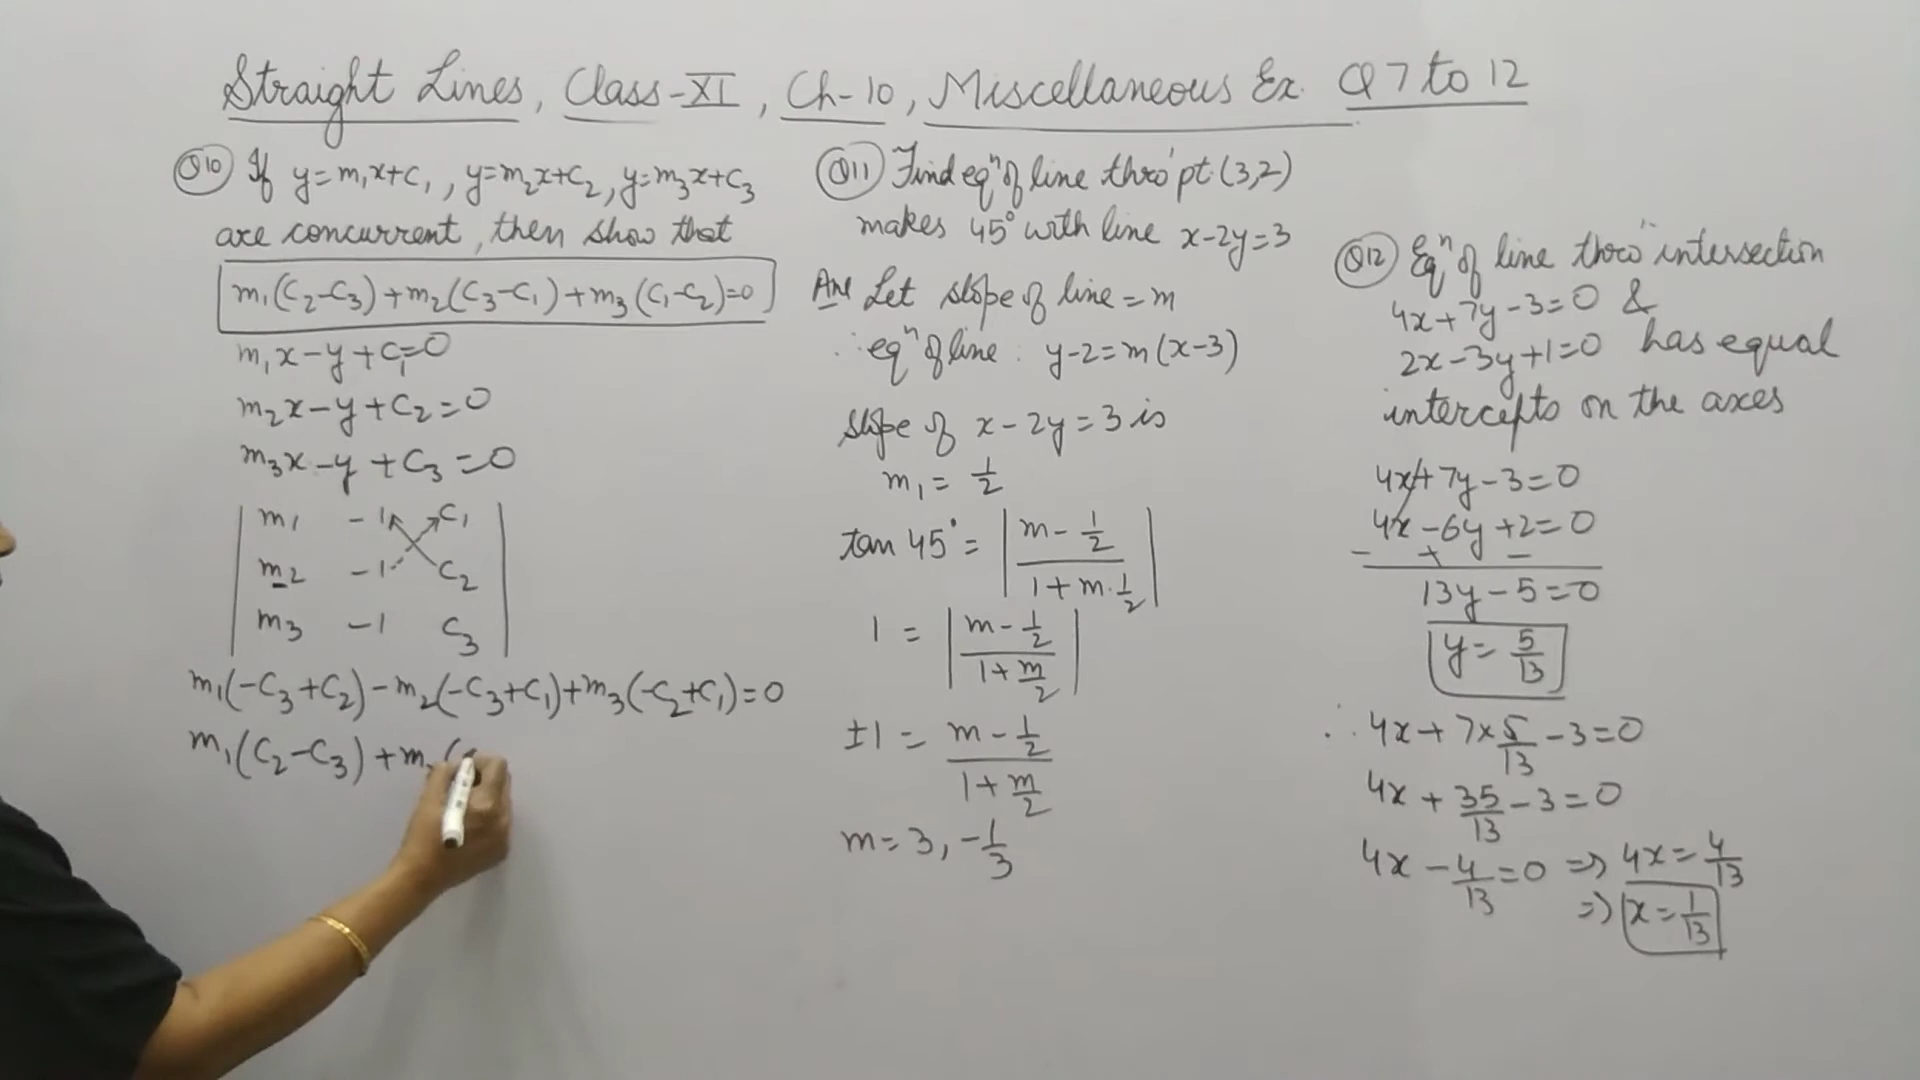 Straight Lines, Class-XI, Ch-10, Miscellaneous Ex. Q 7 to 12
Q10 If y=m₁x+c₁, y=m₂x+c₂, y=m₃x+c₃
are concurrent, then show that
m₁(c₂-c₃)+m₂(c₃-c₁)+m₃(c₁-c₂)=0
m₁x-y+c₁=0
m₂x-y+c₂=0
m₃x-y+c₃=0
m₁ -1 c₁
m₂ -1 c₂
m₃ -1 c₃
m₁(-c₃+c₂)-m₂(-c₃+c₁)+m₃(-c₂+c₁)=0
m₁(c₂-c₃)+m
Q11 Find eqⁿ of line thro' pt. (3,2)
makes 45° with line x-2y=3
Ans Let slope of line = m
∴ eqⁿ of line : y-2=m(x-3)
slope of x-2y=3 is
m₁ = 1/2
tan 45° = |(m - 1/2)/(1+m·1/2)|
1 = |(m - 1/2)/(1+m/2)|
±1 = (m - 1/2)/(1+m/2)
m=3, -1/3
Q12 Eqⁿ of line thro" intersection
4x+7y-3=0 &
2x-3y+1=0 has equal
intercepts on the axes
4x+7y-3=0
4x-6y+2=0
- + -
13y-5=0
y= 5/13
∴ 4x+7×5/13-3=0
4x+35/13-3=0
4x-4/13=0 => 4x=4/13
=> x=1/13